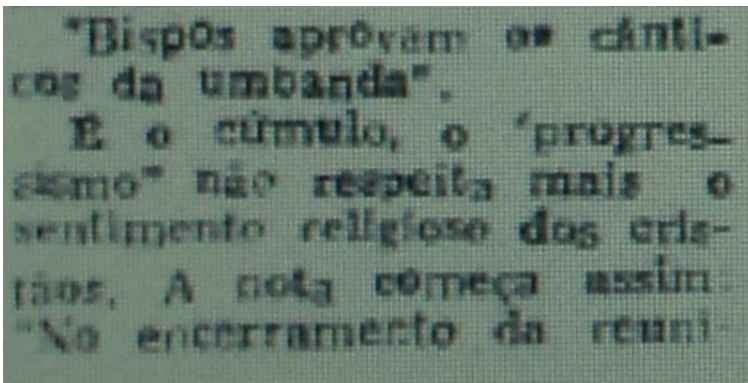 "Bispos aprovam os cânti-
cos da umbanda".
É o cúmulo, o "progres-
sismo" não respeita mais o
sentimento religioso dos cris-
tãos. A nota começa assim:
"No encerramento da reuni-